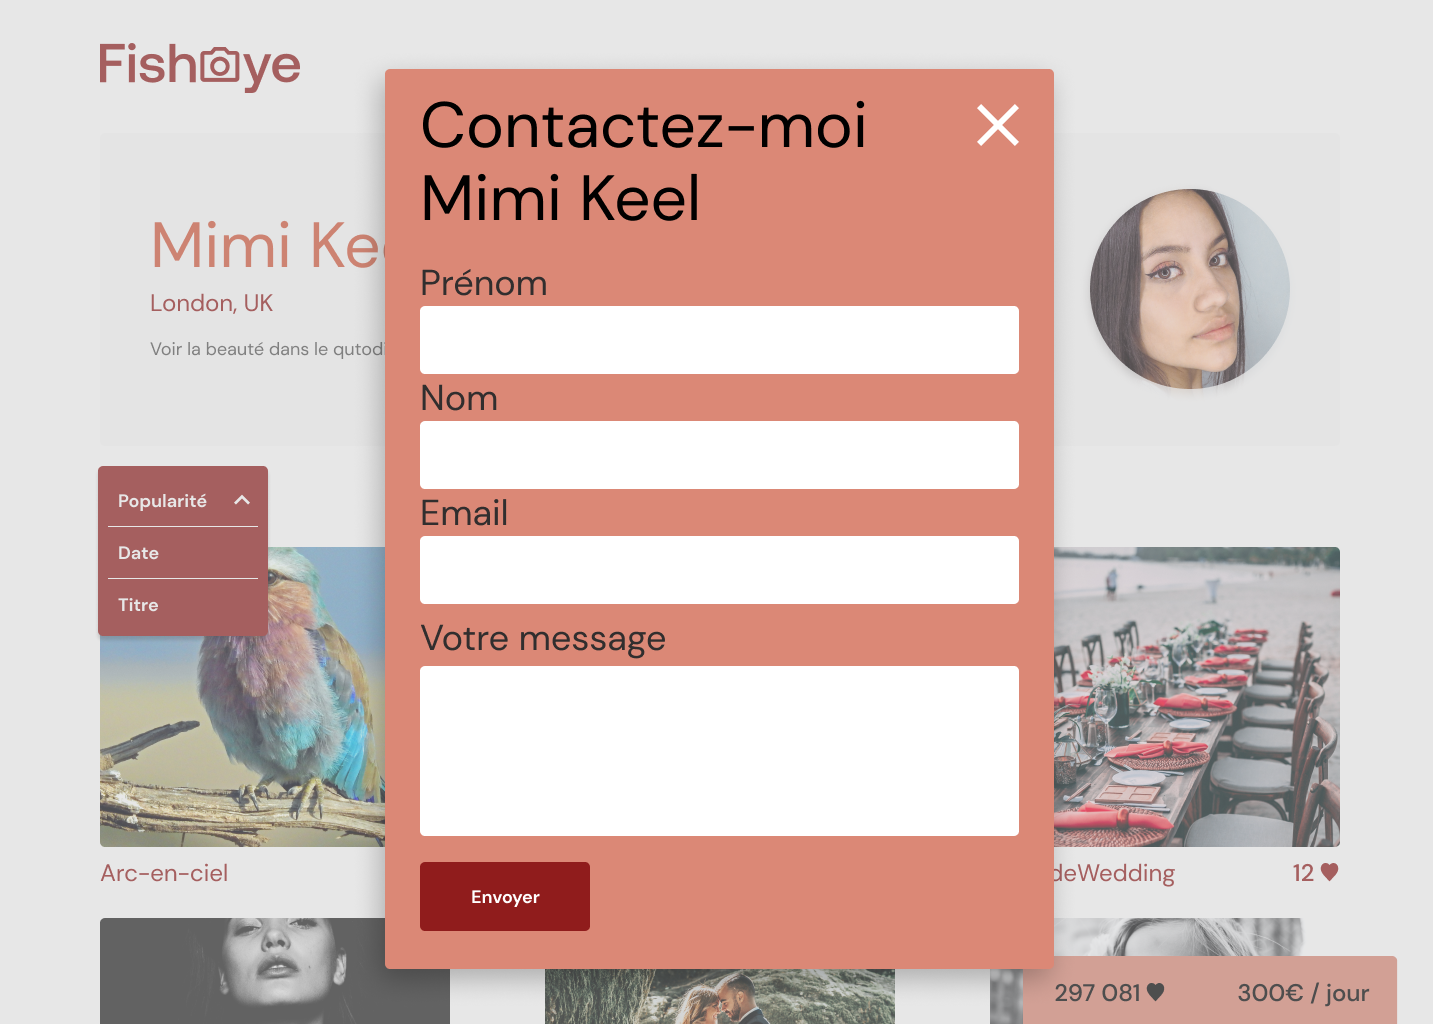 Fisheye
Contactez-moi
Mimi Keel
Mimi Ke
London, UK
Voir la beauté dans le qutodi
Prénom
Nom
Email
Votre message
Envoyer
Popularité
Date
Titre
Arc-en-ciel
deWedding
12
297 081
300€ / jour